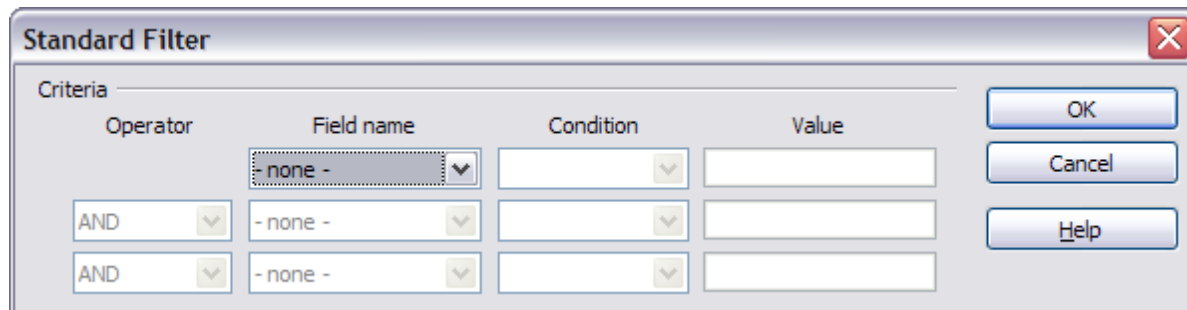 Standard Filter
Criteria
Operator Field name Condition Value
OK
- none -
Cancel
AND - none -
Help
AND - none -